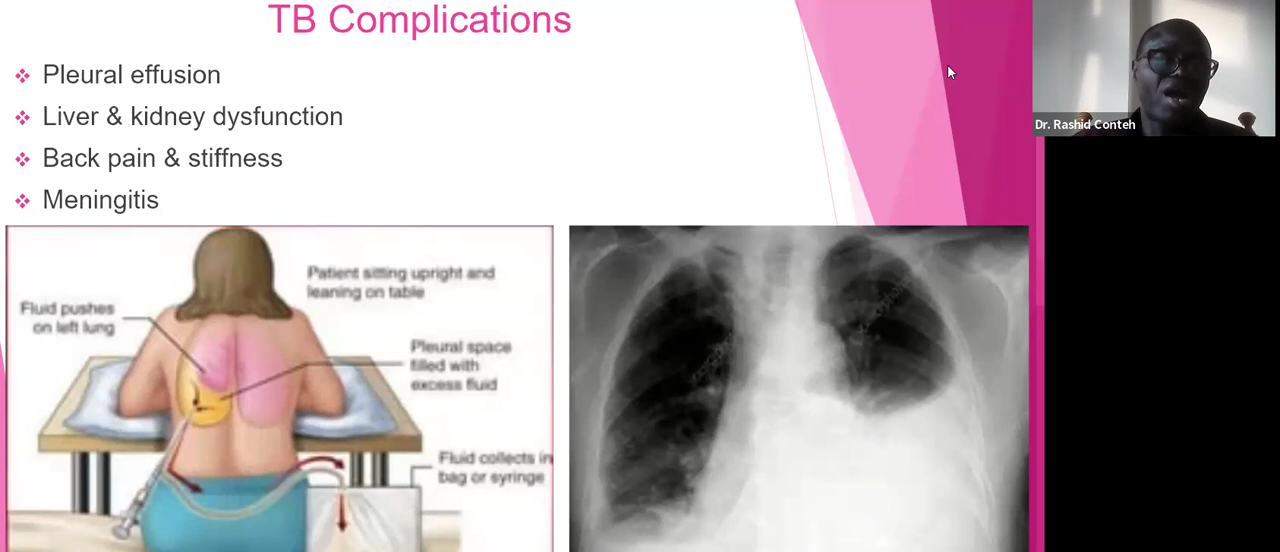 TB Complications
Pleural effusion
Liver & kidney dysfunction
Back pain & stiffness
Meningitis
Dr. Rashid Conteh
Patient sitting upright and
leaning on table
Fluid pushes
on left lung
Pleural space
filled with
excess fluid
Fluid collects in
bag or syringe